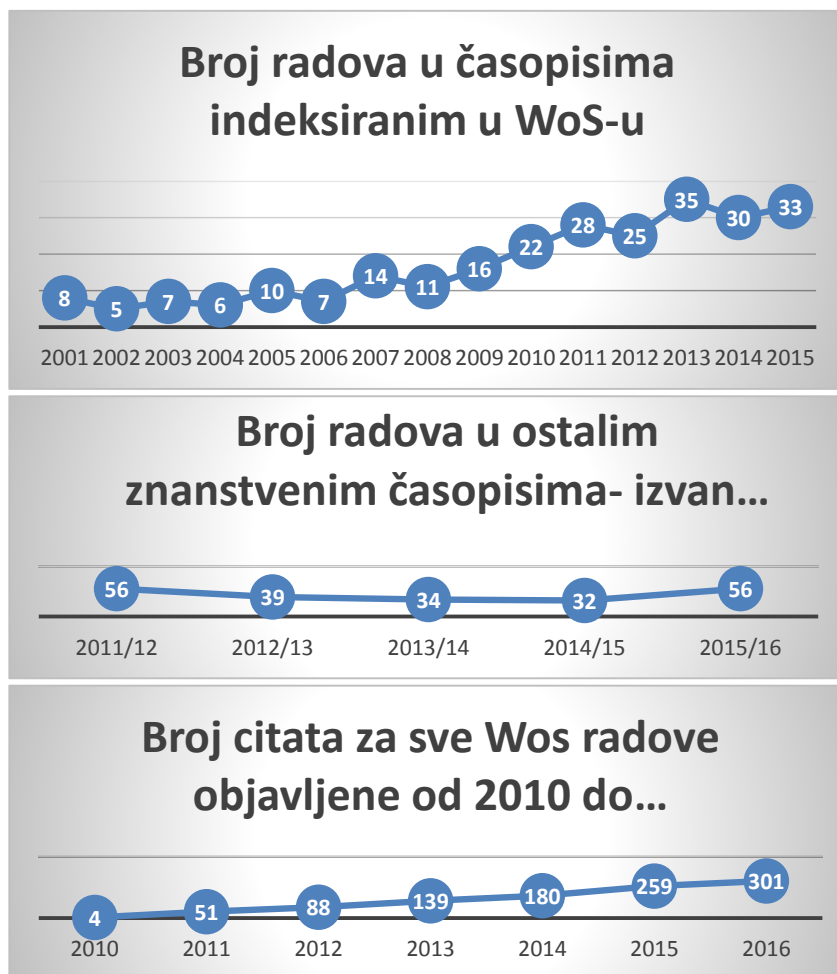 Broj radova u časopisima
indeksiranim u WoS-u
8 5 7 6 10 7 14 11 16 22 28 25 35 30 33
2001 2002 2003 2004 2005 2006 2007 2008 2009 2010 2011 2012 2013 2014 2015
Broj radova u ostalim
znanstvenim časopisima- izvan...
56 39 34 32 56
2011/12 2012/13 2013/14 2014/15 2015/16
Broj citata za sve Wos radove
objavljene od 2010 do...
4 51 88 139 180 259 301
2010 2011 2012 2013 2014 2015 2016